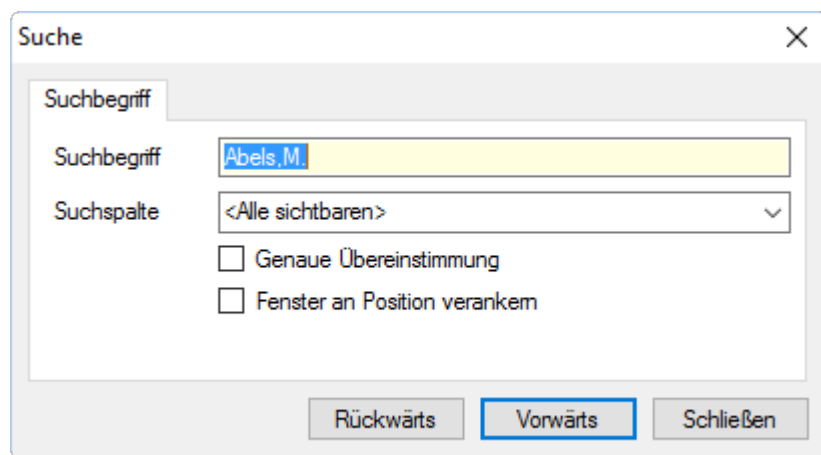 Suche
Suchbegriff
Suchbegriff Abels,M.
Suchspalte <Alle sichtbaren>
Genaue Übereinstimmung
Fenster an Position verankern
Rückwärts Vorwärts Schließen